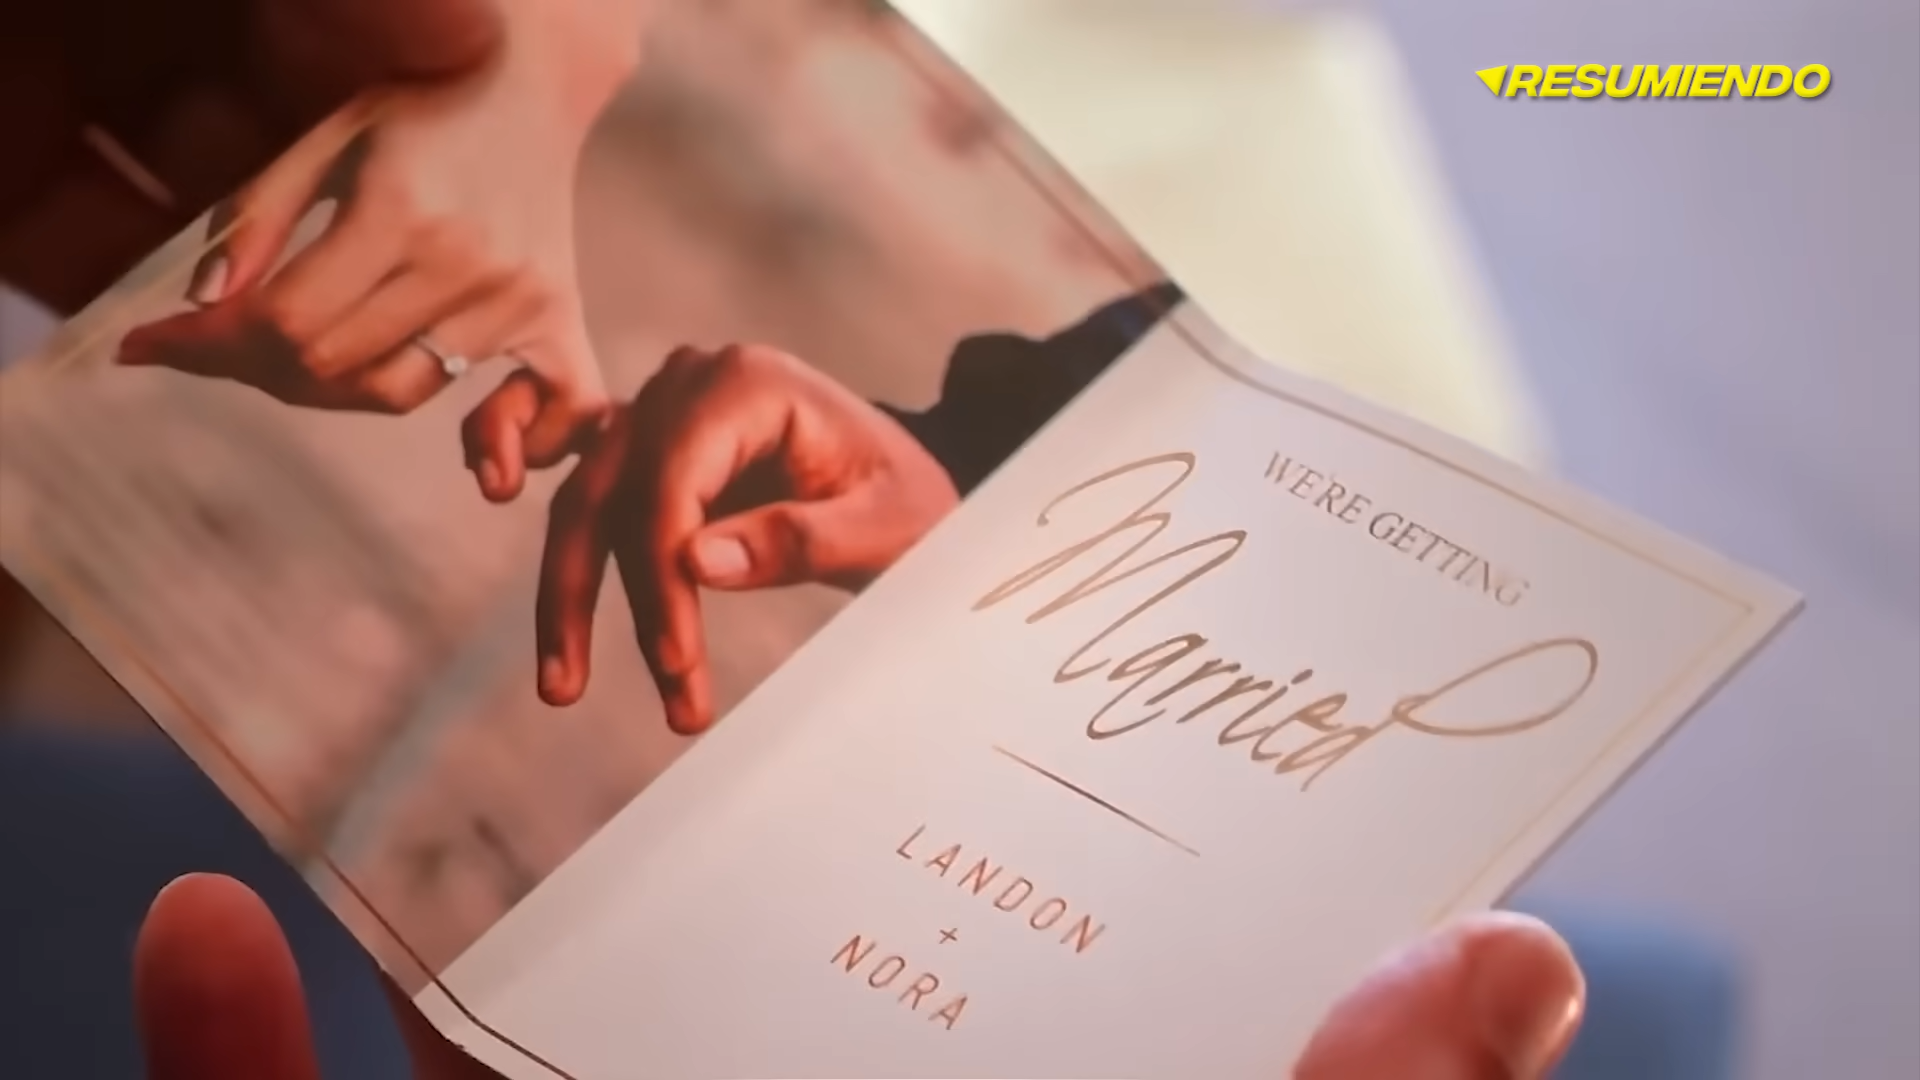 RESUMIENDO
WE'RE GETTING
Married
LANDON
+
NORA